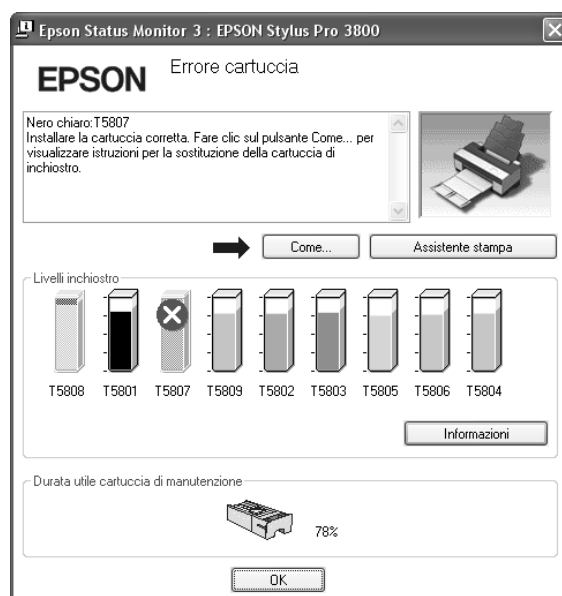 Epson Status Monitor 3 : EPSON Stylus Pro 3800
EPSON
Errore cartuccia
Nero chiaro:T5807
Installare la cartuccia corretta. Fare clic sul pulsante Come... per
visualizzare istruzioni per la sostituzione della cartuccia di
inchiostro.
Come...
Assistente stampa
Livelli inchiostro
T5808 T5801 T5807 T5809 T5802 T5803 T5805 T5806 T5804
Informazioni
Durata utile cartuccia di manutenzione
78%
OK